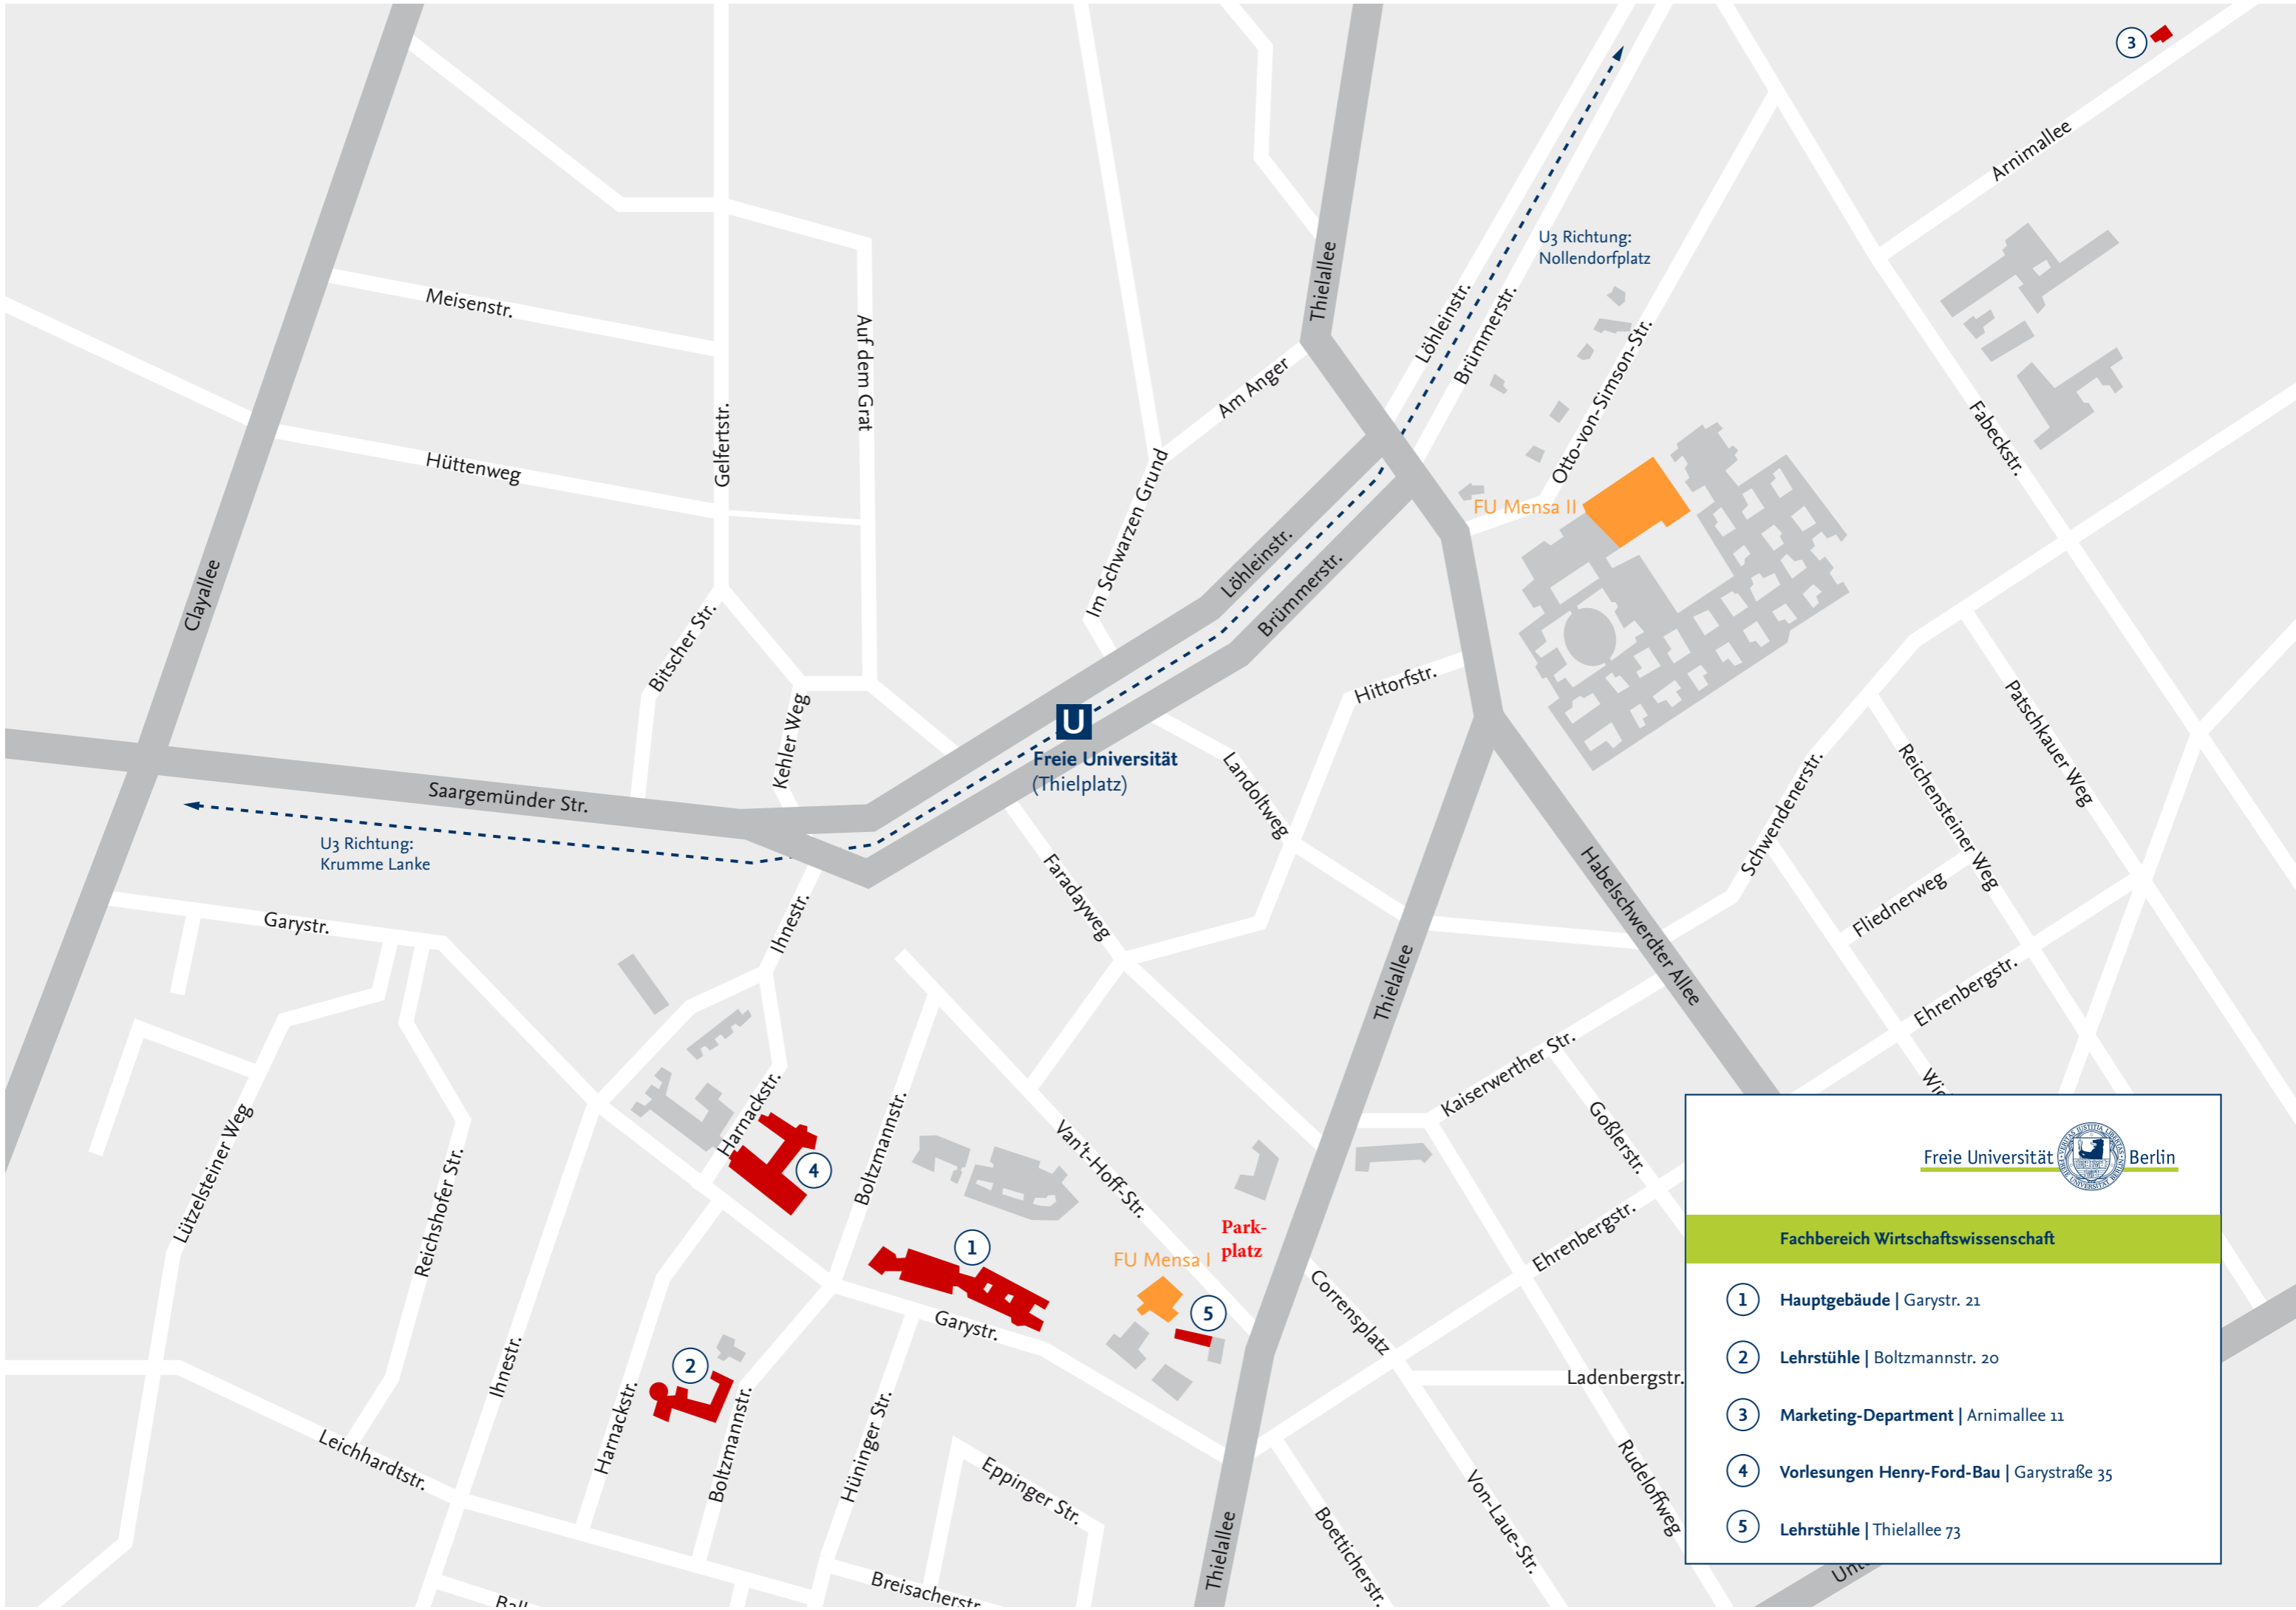 3
Arnimallee
U3 Richtung:
Nollendorfplatz
Thielallee
Löhleinstr.
Brümmerstr.
Otto-von-Simson-Str.
Meisenstr.
Auf dem Grat
Am Anger
Gelfertstr.
Hüttenweg
Fabeckstr.
Im Schwarzen Grund
FU Mensa II
Clayallee
Löhleinstr.
Brümmerstr.
Bitscher Str.
Hittorfstr.
Kehler Weg
U
Freie Universität
(Thielplatz)
Landoltweg
Patschkauer Weg
Reichensteiner Weg
Schwendenerstr.
Saargemünder Str.
U3 Richtung:
Krumme Lanke
Faradayweg
Habelschwerdter Allee
Fliednerweg
Garystr.
Ihnestr.
Thielallee
Ehrenbergstr.
Kaiserwerther Str.
Harnackstr.
Boltzmannstr.
Van't-Hoff-Str.
Goßlerstr.
Lützelsteiner Weg
Reichshofer Str.
4
1
Park-
platz
FU Mensa I
5
Ehrenbergstr.
Corrensplatz
Garystr.
2
Ihnestr.
Harnackstr.
Boltzmannstr.
Hüninger Str.
Ladenbergstr.
Leichhardtstr.
Eppinger Str.
Rudeloffweg
Von-Laue-Str.
Boetticherstr.
Thielallee
Breisacherstr
Freie Universität Berlin
Fachbereich Wirtschaftswissenschaft
1 Hauptgebäude | Garystr. 21
2 Lehrstühle | Boltzmannstr. 20
3 Marketing-Department | Arnimallee 11
4 Vorlesungen Henry-Ford-Bau | Garystraße 35
5 Lehrstühle | Thielallee 73